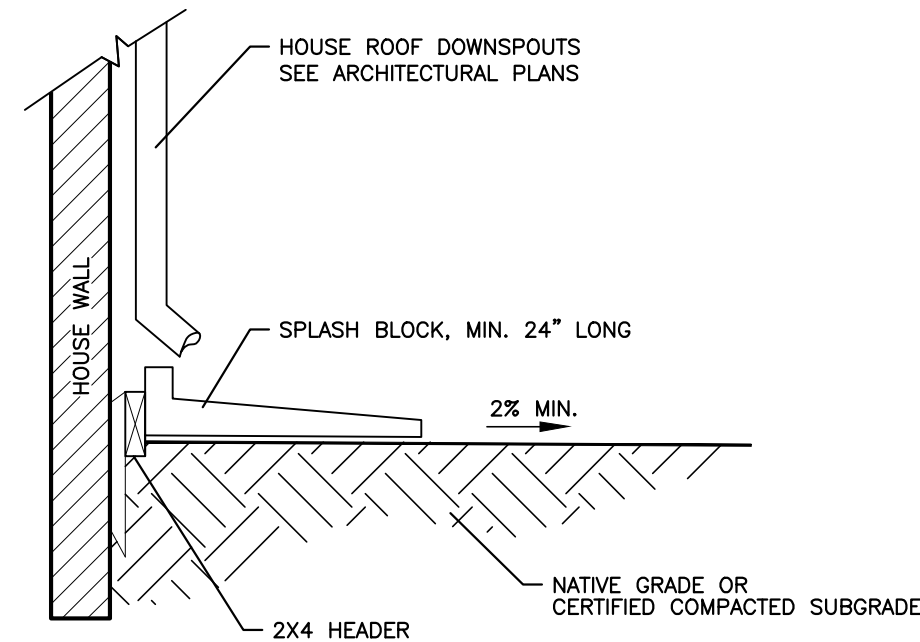 HOUSE ROOF DOWNSPOUTS
SEE ARCHITECTURAL PLANS
HOUSE WALL
SPLASH BLOCK, MIN. 24” LONG
2% MIN.
NATIVE GRADE OR
CERTIFIED COMPACTED SUBGRADE
2X4 HEADER